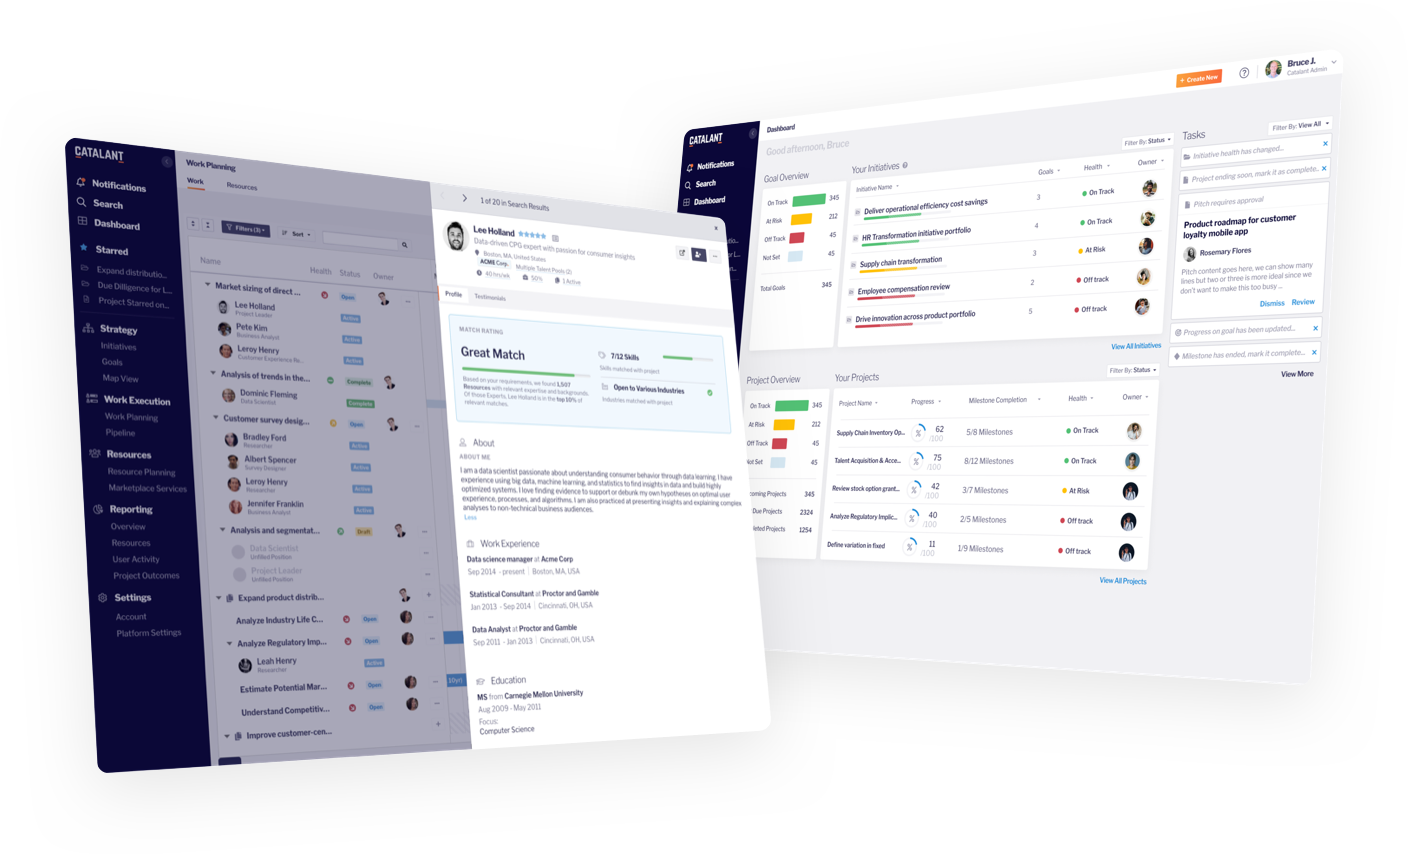 CATALANT
Notifications
Search
Dashboard
Starred
Expand distributio...
Due Dilligence for L...
Project Starred on...
Strategy
Initiatives
Goals
Map View
Work Execution
Work Planning
Pipeline
Resources
Resource Planning
Marketplace Services
Reporting
Overview
Resources
User Activity
Project Outcomes
Settings
Account
Platform Settings
Work Planning
Work Resources
Filters (3)
Sort
Name Health Status Owner
Market sizing of direct ... Open
Lee Holland Active
Project Leader
Pete Kim Active
Business Analyst
Leroy Henry Active
Customer Experience Re...
Analysis of trends in the... Complete
Dominic Fleming Complete
Data Scientist
Customer survey desig... Open
Bradley Ford Active
Researcher
Albert Spencer Active
Survey Designer
Leroy Henry Active
Researcher
Jennifer Franklin Active
Business Analyst
Analysis and segmentat... Draft
Data Scientist
Unfilled Position
Project Leader
Unfilled Position
Expand product distrib...
Analyze Industry Life C... Open
Analyze Regulatory Imp... Open
Leah Henry Active
Researcher
Estimate Potential Mar... Open
Understand Competitiv... Open
Improve customer-cen...
1 of 20 in Search Results
Lee Holland
Data-driven CPG expert with passion for consumer insights
Boston, MA, United States
ACME Corp. Multiple Talent Pools (2)
40 hrs/wk 50% 1 Active
Profile Testimonials
MATCH RATING
Great Match
Based on your requirements, we found 1,507
Resources with relevant expertise and backgrounds.
Of those Experts, Lee Holland is in the top 10% of
relevant matches.
7/12 Skills
Skills matched with project
Open to Various Industries
Industries matched with project
About
ABOUT ME
I am a data scientist passionate about understanding consumer behavior through data learning. I have
experience using big data, machine learning, and statistics to find insights in data and build highly
optimized systems. I love finding evidence to support or debunk my own hypotheses on optimal user
experience, processes, and algorithms. I am also practiced at presenting insights and explaining complex
analyses to non-technical business audiences.
Less
Work Experience
Data science manager at Acme Corp
Sep 2014 - present | Boston, MA, USA
Statistical Consultant at Proctor and Gamble
Jan 2013 - Sep 2014 | Cincinnati, OH, USA
Data Analyst at Proctor and Gamble
Sep 2011 - Jan 2013 | Cincinnati, OH, USA
Education
MS from Carnegie Mellon University
Aug 2009 - May 2011
Focus:
Computer Science
CATALANT
Notifications
Search
Dashboard
Dashboard
+ Create New
Bruce J.
Catalant Admin
Good afternoon, Bruce
Goal Overview
On Track 345
At Risk 212
Off Track 45
Not Set 45
Total Goals 345
Your Initiatives
Filter By: Status
Initiative Name Goals Health Owner
Deliver operational efficiency cost savings 3 On Track
HR Transformation initiative portfolio 4 On Track
Supply chain transformation 3 At Risk
Employee compensation review 2 Off track
Drive innovation across product portfolio 5 Off track
View All Initiatives
Project Overview
On Track 345
At Risk 212
Off Track 45
Not Set 45
oming Projects 345
Due Projects 2324
leted Projects 1254
Your Projects
Filter By: Status
Project Name Progress Milestone Completion Health Owner
Supply Chain Inventory Op... % 62 /100 5/8 Milestones On Track
Talent Acquisition & Acce... % 75 /100 8/12 Milestones On Track
Review stock option grant... % 42 /100 3/7 Milestones At Risk
Analyze Regulatory Implic... % 40 /100 2/5 Milestones Off track
Define variation in fixed % 11 /100 1/9 Milestones Off track
View All Projects
Tasks
Filter By: View All
Initiative health has changed...
Project ending soon, mark it as complete..
Pitch requires approval
Product roadmap for customer
loyalty mobile app
Rosemary Flores
Pitch content goes here, we can show many
lines but two or three is more ideal since we
don't want to make this too busy ...
Dismiss Review
Progress on goal has been updated...
Milestone has ended, mark it complete...
View More